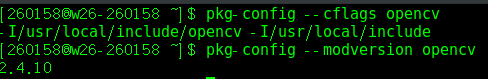 [260158@w26-260158 ~]$ pkg-config --cflags opencv
-I/usr/local/include/opencv -I/usr/local/include
[260158@w26-260158 ~]$ pkg-config --modversion opencv
2.4.10